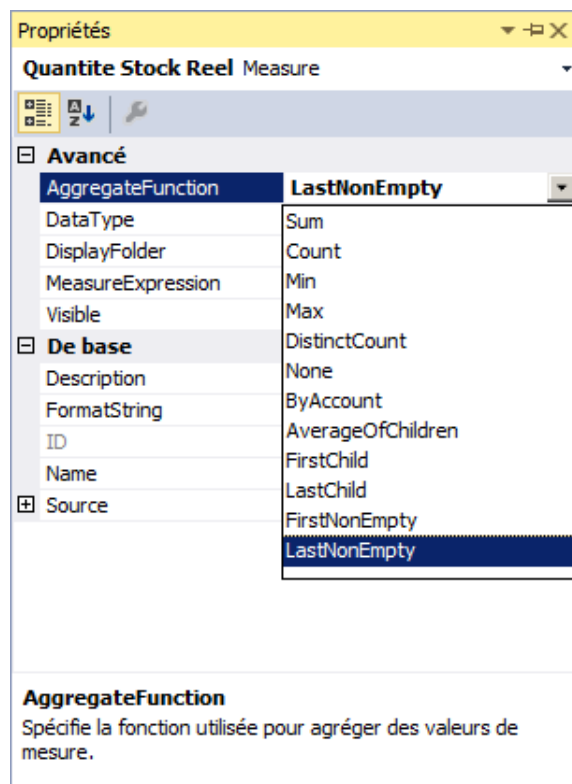 Propriétés
Quantite Stock Reel Measure
Avancé
AggregateFunction LastNonEmpty
DataType Sum
DisplayFolder Count
MeasureExpression Min
Visible Max
De base DistinctCount
Description None
FormatString ByAccount
ID AverageOfChildren
Name FirstChild
Source LastChild
FirstNonEmpty
LastNonEmpty
AggregateFunction
Spécifie la fonction utilisée pour agréger des valeurs de
mesure.